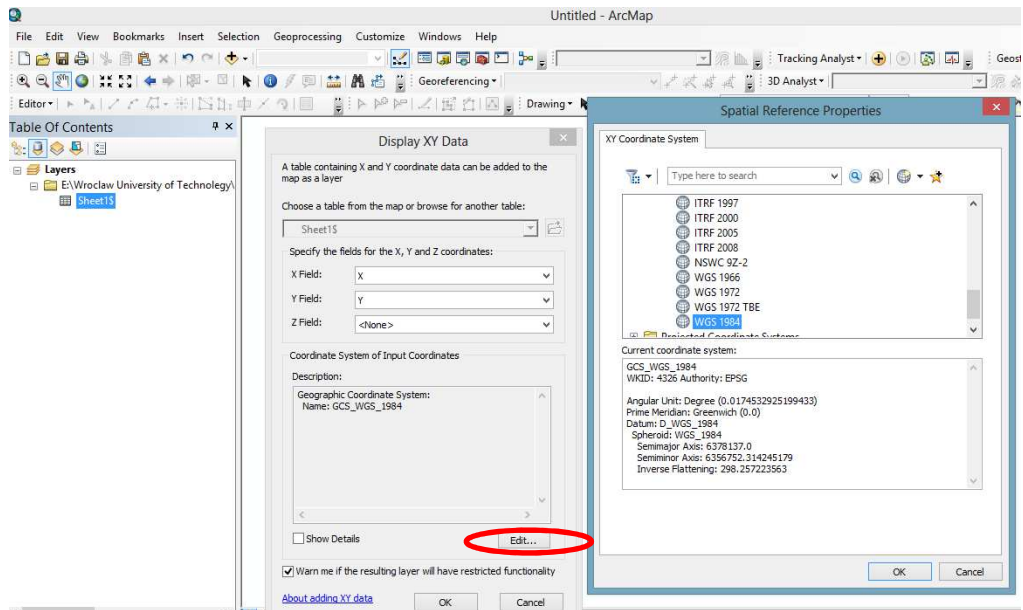 Untitled - ArcMap
File Edit View Bookmarks Insert Selection Geoprocessing Customize Windows Help
Tracking Analyst
Geost
Georeferencing
3D Analyst
Editor
Drawing
Table Of Contents
Layers
E:\Wroclaw University of Technology\
Sheet1$
Display XY Data
A table containing X and Y coordinate data can be added to the
map as a layer
Choose a table from the map or browse for another table:
Sheet1$
Specify the fields for the X, Y and Z coordinates:
X Field: X
Y Field: Y
Z Field: <None>
Coordinate System of Input Coordinates
Description:
Geographic Coordinate System:
Name: GCS_WGS_1984
Show Details
Edit...
Warn me if the resulting layer will have restricted functionality
About adding XY data
OK Cancel
Spatial Reference Properties
XY Coordinate System
Type here to search
ITRF 1997
ITRF 2000
ITRF 2005
ITRF 2008
NSWC 9Z-2
WGS 1966
WGS 1972
WGS 1972 TBE
WGS 1984
Projected Coordinate Systems
Current coordinate system:
GCS_WGS_1984
WKID: 4326 Authority: EPSG
Angular Unit: Degree (0.0174532925199433)
Prime Meridian: Greenwich (0.0)
Datum: D_WGS_1984
Spheroid: WGS_1984
Semimajor Axis: 6378137.0
Semiminor Axis: 6356752.314245179
Inverse Flattening: 298.257223563
OK Cancel